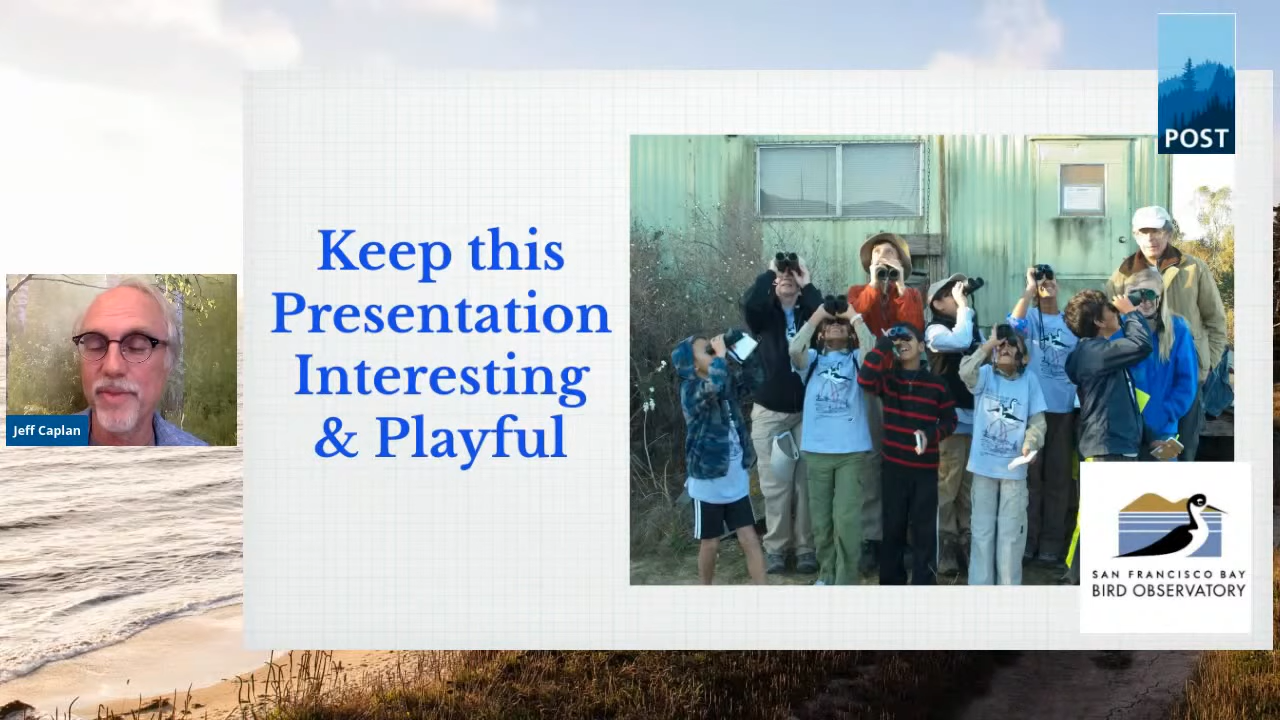 POST
Keep this
Presentation
Interesting
& Playful
Jeff Caplan
SAN FRANCISCO BAY
BIRD OBSERVATORY